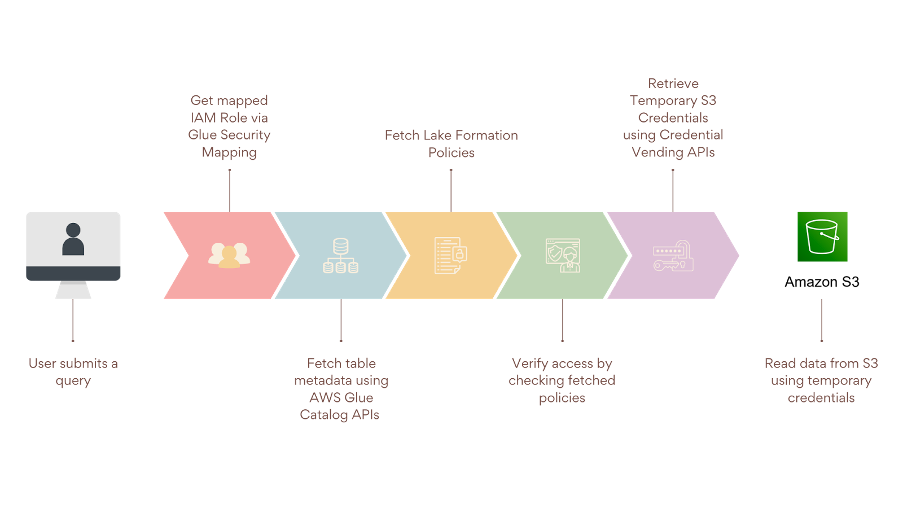 Get mapped
IAM Role via
Glue Security
Mapping
Fetch Lake Formation
Policies
Retrieve
Temporary S3
Credentials
using Credential
Vending APIs
Amazon S3
User submits a
query
Fetch table
metadata using
AWS Glue
Catalog APIs
Verify access by
checking fetched
policies
Read data from S3
using temporary
credentials